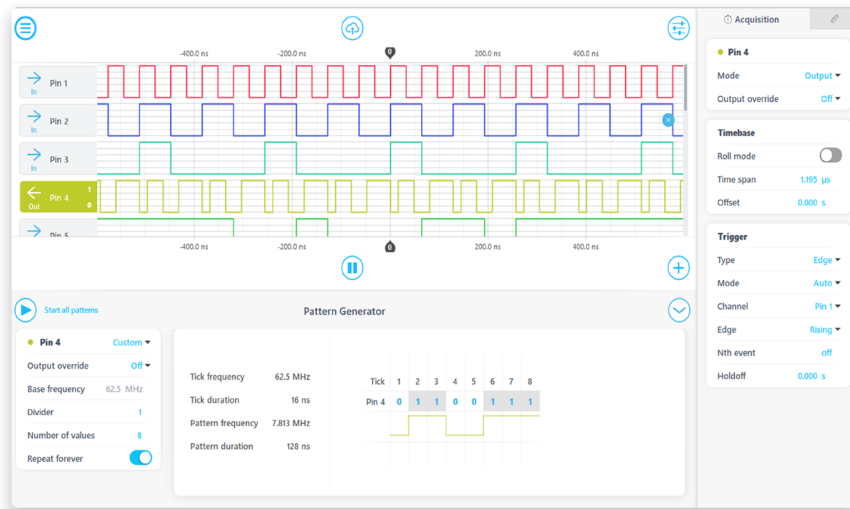 Acquisition
-400.0 ns -200.0 ns 0 200.0 ns 400.0 ns
Pin 4
Mode Output
Output override Off
In Pin 1
In Pin 2
x
In Pin 3
Out Pin 4 1 0
Pin 5
-400.0 ns -200.0 ns 0 200.0 ns 400.0 ns
Timebase
Roll mode
Time span 1.195 µs
Offset 0.000 s
Trigger
Type Edge
Mode Auto
Channel Pin 1
Edge Rising
Nth event off
Holdoff 0.000 s
Start all patterns
Pattern Generator
Pin 4 Custom
Output override Off
Base frequency 62.5 MHz
Divider 1
Number of values 8
Repeat forever
Tick frequency 62.5 MHz
Tick duration 16 ns
Pattern frequency 7.813 MHz
Pattern duration 128 ns
Tick 1 2 3 4 5 6 7 8
Pin 4 0 1 1 0 0 1 1 1